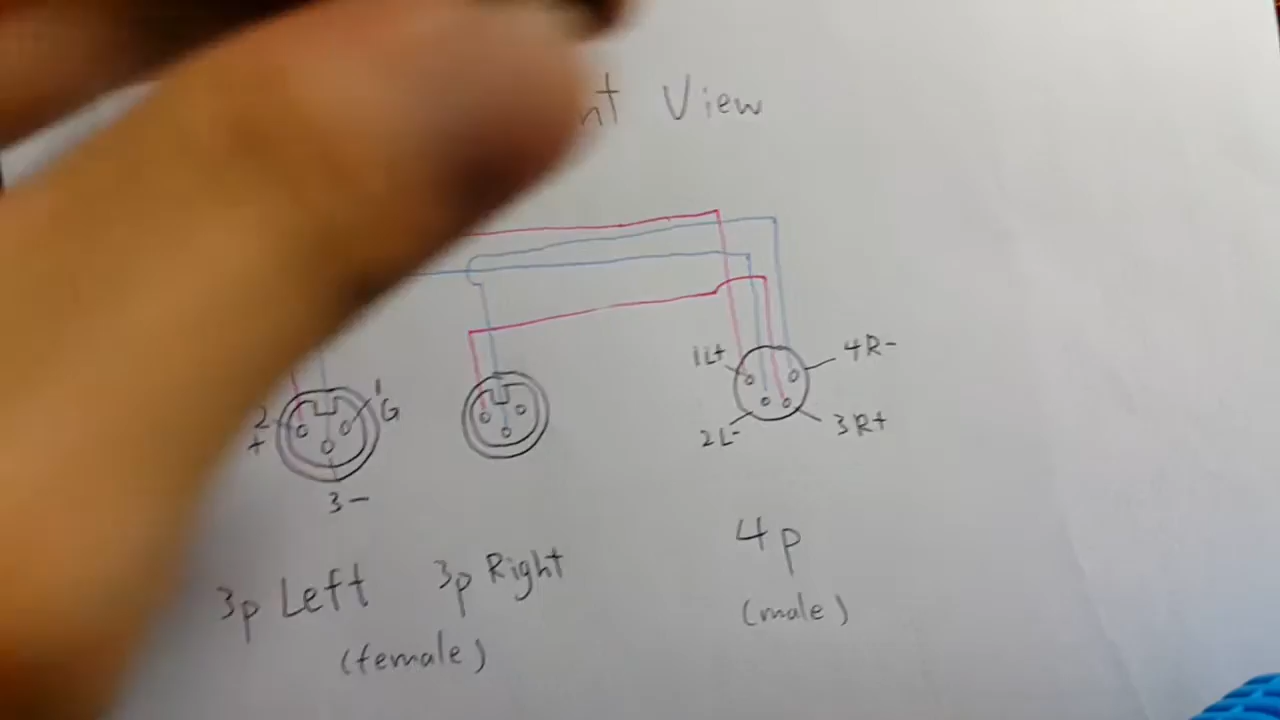 View
1L+
4R-
2
+
1
G
2L-
3R+
3 -
4p
3p Left
3p Right
(male)
(female)